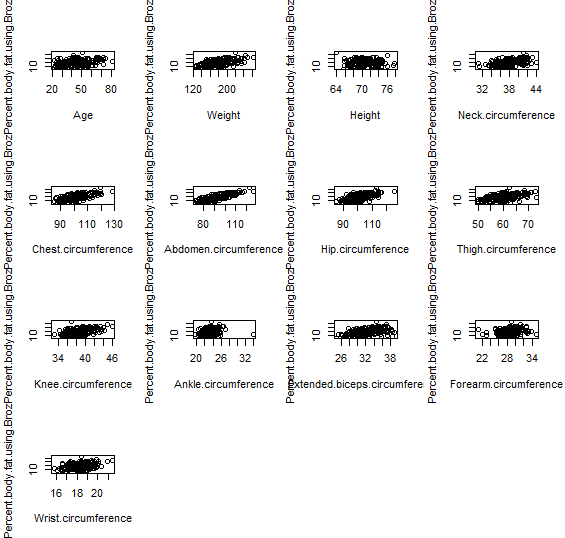 Percent.body.fat.using.Broz
10
20 50 80
Age
Percent.body.fat.using.Broz
10
120 200
Weight
Percent.body.fat.using.Broz
10
64 68 72 76
Height
Percent.body.fat.using.Broz
10
32 38 44
Neck.circumference
Percent.body.fat.using.Broz
10
90 110 130
Chest.circumference
Percent.body.fat.using.Broz
10
80 110
Abdomen.circumference
Percent.body.fat.using.Broz
10
90 110
Hip.circumference
Percent.body.fat.using.Broz
10
50 60 70
Thigh.circumference
Percent.body.fat.using.Broz
10
34 40 46
Knee.circumference
Percent.body.fat.using.Broz
10
20 26 32
Ankle.circumference
Percent.body.fat.using.Broz
10
26 32 38
Extended.biceps.circumfere
Percent.body.fat.using.Broz
10
22 28 34
Forearm.circumference
Percent.body.fat.using.Broz
10
16 18 20
Wrist.circumference